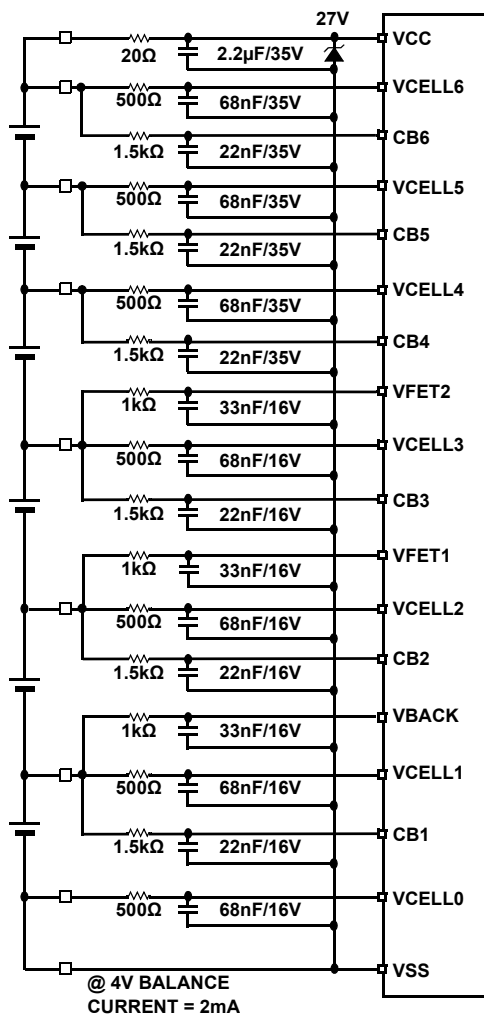 27V
20Ω 2.2µF/35V VCC
500Ω 68nF/35V VCELL6
1.5kΩ 22nF/35V CB6
500Ω 68nF/35V VCELL5
1.5kΩ 22nF/35V CB5
500Ω 68nF/35V VCELL4
1.5kΩ 22nF/35V CB4
1kΩ 33nF/16V VFET2
500Ω 68nF/16V VCELL3
1.5kΩ 22nF/16V CB3
1kΩ 33nF/16V VFET1
500Ω 68nF/16V VCELL2
1.5kΩ 22nF/16V CB2
1kΩ 33nF/16V VBACK
500Ω 68nF/16V VCELL1
1.5kΩ 22nF/16V CB1
500Ω 68nF/16V VCELL0
VSS
@ 4V BALANCE
CURRENT = 2mA